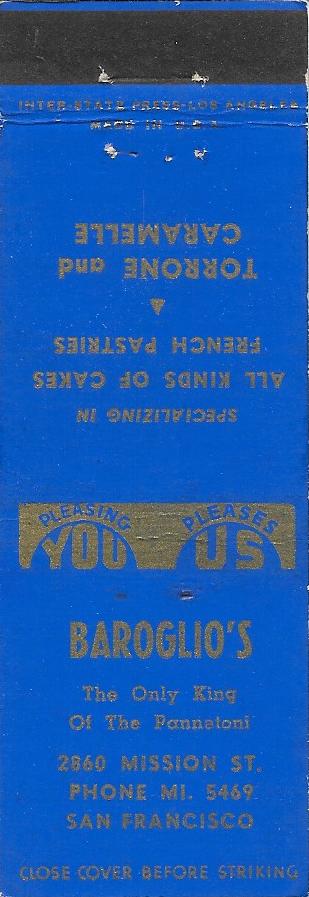 INTER-STATE PRESS-LOS ANGELES
MADE IN U.S.A.
SPECIALIZING IN
ALL KINDS OF CAKES
FRENCH PASTRIES
TORRONE and
CARAMELLE
PLEASING YOU
PLEASES US
BAROGLIO'S
The Only King
Of The Pannetoni
2860 MISSION ST.
PHONE MI. 5469
SAN FRANCISCO
CLOSE COVER BEFORE STRIKING